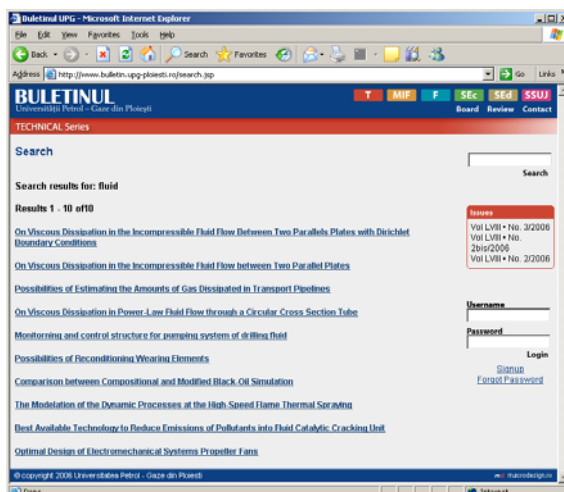 Buletinul UPG - Microsoft Internet Explorer
File Edit View Favorites Tools Help
Back Search Favorites
Address http://www.bulletin.upg-ploiesti.ro/search.jsp Go Links
BULETINUL
Universităţii Petrol – Gaze din Ploieşti
T MIF F SEc SEd SSUJ
Board Review Contact
TECHNICAL Series
Search
Search
Search results for: fluid
Results 1 - 10 of10
On Viscous Dissipation in the Incompressible Fluid Flow Between Two Parallels Plates with Dirichlet
Boundary Conditions
On Viscous Dissipation in the Incompressible Fluid Flow between Two Parallel Plates
Possibilities of Estimating the Amounts of Gas Dissipated in Transport Pipelines
On Viscous Dissipation in Power-Law Fluid Flow through a Circular Cross Section Tube
Monitorning and control structure for pumping system of drilling fluid
Possibilities of Reconditioning Wearing Elements
Comparison between Compositional and Modified Black-Oil Simulation
The Modelation of the Dynamic Processes at the High Speed Flame Thermal Spraying
Best Available Technology to Reduce Emissions of Pollutants into Fluid Catalytic Cracking Unit
Optimal Design of Electromechanical Systems Propeller Fans
Issues
Vol LVIII • No. 3/2006
Vol LVIII • No.
2bis/2006
Vol LVIII • No. 2/2006
Username
Password
Login
Signup
Forgot Password
© copyright 2006 Universitatea Petrol - Gaze din Ploiesti
macrodesign.ro
Done Internet